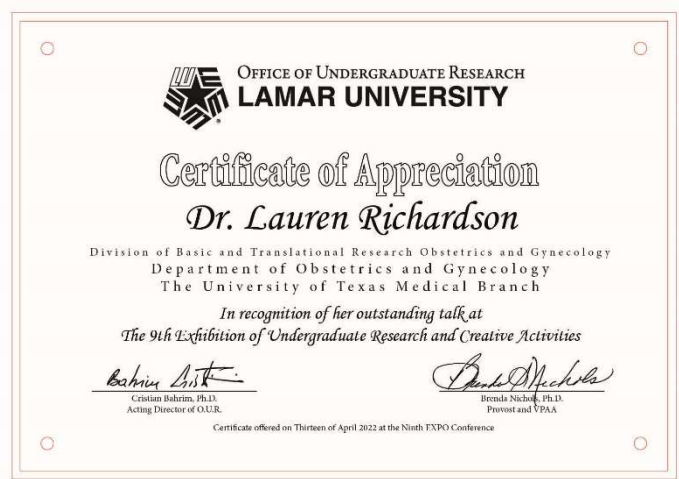 OFFICE OF UNDERGRADUATE RESEARCH
LAMAR UNIVERSITY
Certificate of Appreciation
Dr. Lauren Richardson
Division of Basic and Translational Research Obstetrics and Gynecology
Department of Obstetrics and Gynecology
The University of Texas Medical Branch
In recognition of her outstanding talk at
The 9th Exhibition of Undergraduate Research and Creative Activities
Cristian Bahrim, Ph.D.
Acting Director of O.U.R.
Brenda Nichols, Ph.D.
Provost and VPAA
Certificate offered on Thirteen of April 2022 at the Ninth EXPO Conference